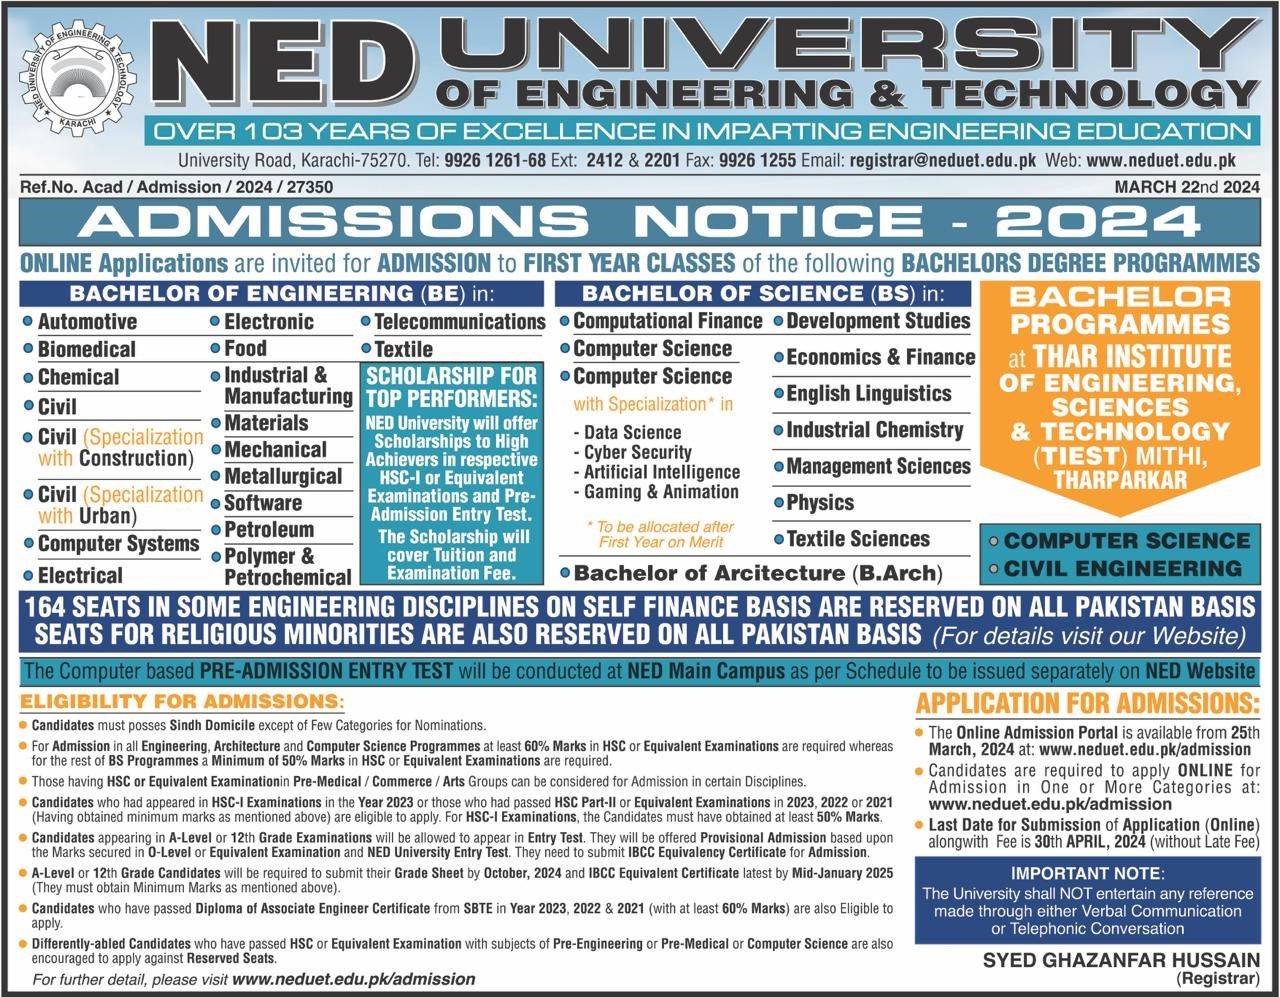 NED UNIVERSITY OF ENGINEERING & TECHNOLOGY
★ KARACHI ★
NED UNIVERSITY
OF ENGINEERING & TECHNOLOGY
OVER 103 YEARS OF EXCELLENCE IN IMPARTING ENGINEERING EDUCATION
University Road, Karachi-75270. Tel: 9926 1261-68 Ext: 2412 & 2201 Fax: 9926 1255 Email: registrar@neduet.edu.pk Web: www.neduet.edu.pk
Ref.No. Acad / Admission / 2024 / 27350
MARCH 22nd 2024
ADMISSIONS NOTICE - 2024
ONLINE Applications are invited for ADMISSION to FIRST YEAR CLASSES of the following BACHELORS DEGREE PROGRAMMES
BACHELOR OF ENGINEERING (BE) in:
• Automotive
• Biomedical
• Chemical
• Civil
• Civil (Specialization
with Construction)
• Civil (Specialization
with Urban)
• Computer Systems
• Electrical
• Electronic
• Food
• Industrial &
Manufacturing
• Materials
• Mechanical
• Metallurgical
• Software
• Petroleum
• Polymer &
Petrochemical
• Telecommunications
• Textile
SCHOLARSHIP FOR
TOP PERFORMERS:
NED University will offer
Scholarships to High
Achievers in respective
HSC-I or Equivalent
Examinations and Pre-
Admission Entry Test.
The Scholarship will
cover Tuition and
Examination Fee.
BACHELOR OF SCIENCE (BS) in:
• Computational Finance
• Computer Science
• Computer Science
with Specialization* in
- Data Science
- Cyber Security
- Artificial Intelligence
- Gaming & Animation
* To be allocated after
First Year on Merit
• Development Studies
• Economics & Finance
• English Linguistics
• Industrial Chemistry
• Management Sciences
• Physics
• Textile Sciences
• Bachelor of Arcitecture (B.Arch)
BACHELOR
PROGRAMMES
at THAR INSTITUTE
OF ENGINEERING,
SCIENCES
& TECHNOLOGY
(TIEST) MITHI,
THARPARKAR
• COMPUTER SCIENCE
• CIVIL ENGINEERING
164 SEATS IN SOME ENGINEERING DISCIPLINES ON SELF FINANCE BASIS ARE RESERVED ON ALL PAKISTAN BASIS
SEATS FOR RELIGIOUS MINORITIES ARE ALSO RESERVED ON ALL PAKISTAN BASIS (For details visit our Website)
The Computer based PRE-ADMISSION ENTRY TEST will be conducted at NED Main Campus as per Schedule to be issued separately on NED Website
ELIGIBILITY FOR ADMISSIONS:
• Candidates must posses Sindh Domicile except of Few Categories for Nominations.
• For Admission in all Engineering, Architecture and Computer Science Programmes at least 60% Marks in HSC or Equivalent Examinations are required whereas
for the rest of BS Programmes a Minimum of 50% Marks in HSC or Equivalent Examinations are required.
• Those having HSC or Equivalent Examinationin Pre-Medical / Commerce / Arts Groups can be considered for Admission in certain Disciplines.
• Candidates who had appeared in HSC-I Examinations in the Year 2023 or those who had passed HSC Part-II or Equivalent Examinations in 2023, 2022 or 2021
(Having obtained minimum marks as mentioned above) are eligible to apply. For HSC-I Examinations, the Candidates must have obtained at least 50% Marks.
• Candidates appearing in A-Level or 12th Grade Examinations will be allowed to appear in Entry Test. They will be offered Provisional Admission based upon
the Marks secured in O-Level or Equivalent Examination and NED University Entry Test. They need to submit IBCC Equivalency Certificate for Admission.
• A-Level or 12th Grade Candidates will be required to submit their Grade Sheet by October, 2024 and IBCC Equivalent Certificate latest by Mid-January 2025
(They must obtain Minimum Marks as mentioned above).
• Candidates who have passed Diploma of Associate Engineer Certificate from SBTE in Year 2023, 2022 & 2021 (with at least 60% Marks) are also Eligible to
apply.
• Differently-abled Candidates who have passed HSC or Equivalent Examination with subjects of Pre-Engineering or Pre-Medical or Computer Science are also
encouraged to apply against Reserved Seats.
For further detail, please visit www.neduet.edu.pk/admission
APPLICATION FOR ADMISSIONS:
• The Online Admission Portal is available from 25th
March, 2024 at: www.neduet.edu.pk/admission
• Candidates are required to apply ONLINE for
Admission in One or More Categories at:
www.neduet.edu.pk/admission
• Last Date for Submission of Application (Online)
alongwith Fee is 30th APRIL, 2024 (without Late Fee)
IMPORTANT NOTE:
The University shall NOT entertain any reference
made through either Verbal Communication
or Telephonic Conversation
SYED GHAZANFAR HUSSAIN
(Registrar)